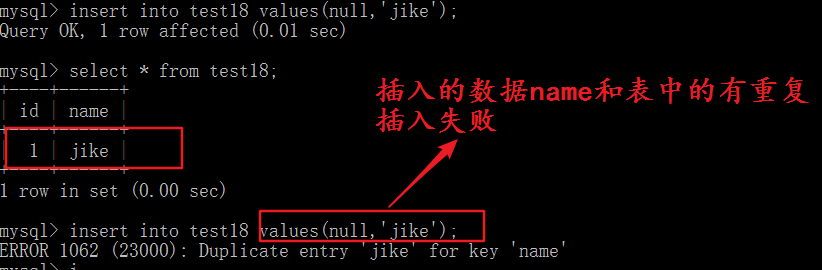 mysql> insert into test18 values(null,'jike');
Query OK, 1 row affected (0.01 sec)
mysql> select * from test18;
+----+------+
| id | name |
+----+------+
| 1 | jike |
+----+------+
1 row in set (0.00 sec)
插入的数据name和表中的有重复
插入失败
mysql> insert into test18 values(null,'jike');
ERROR 1062 (23000): Duplicate entry 'jike' for key 'name'